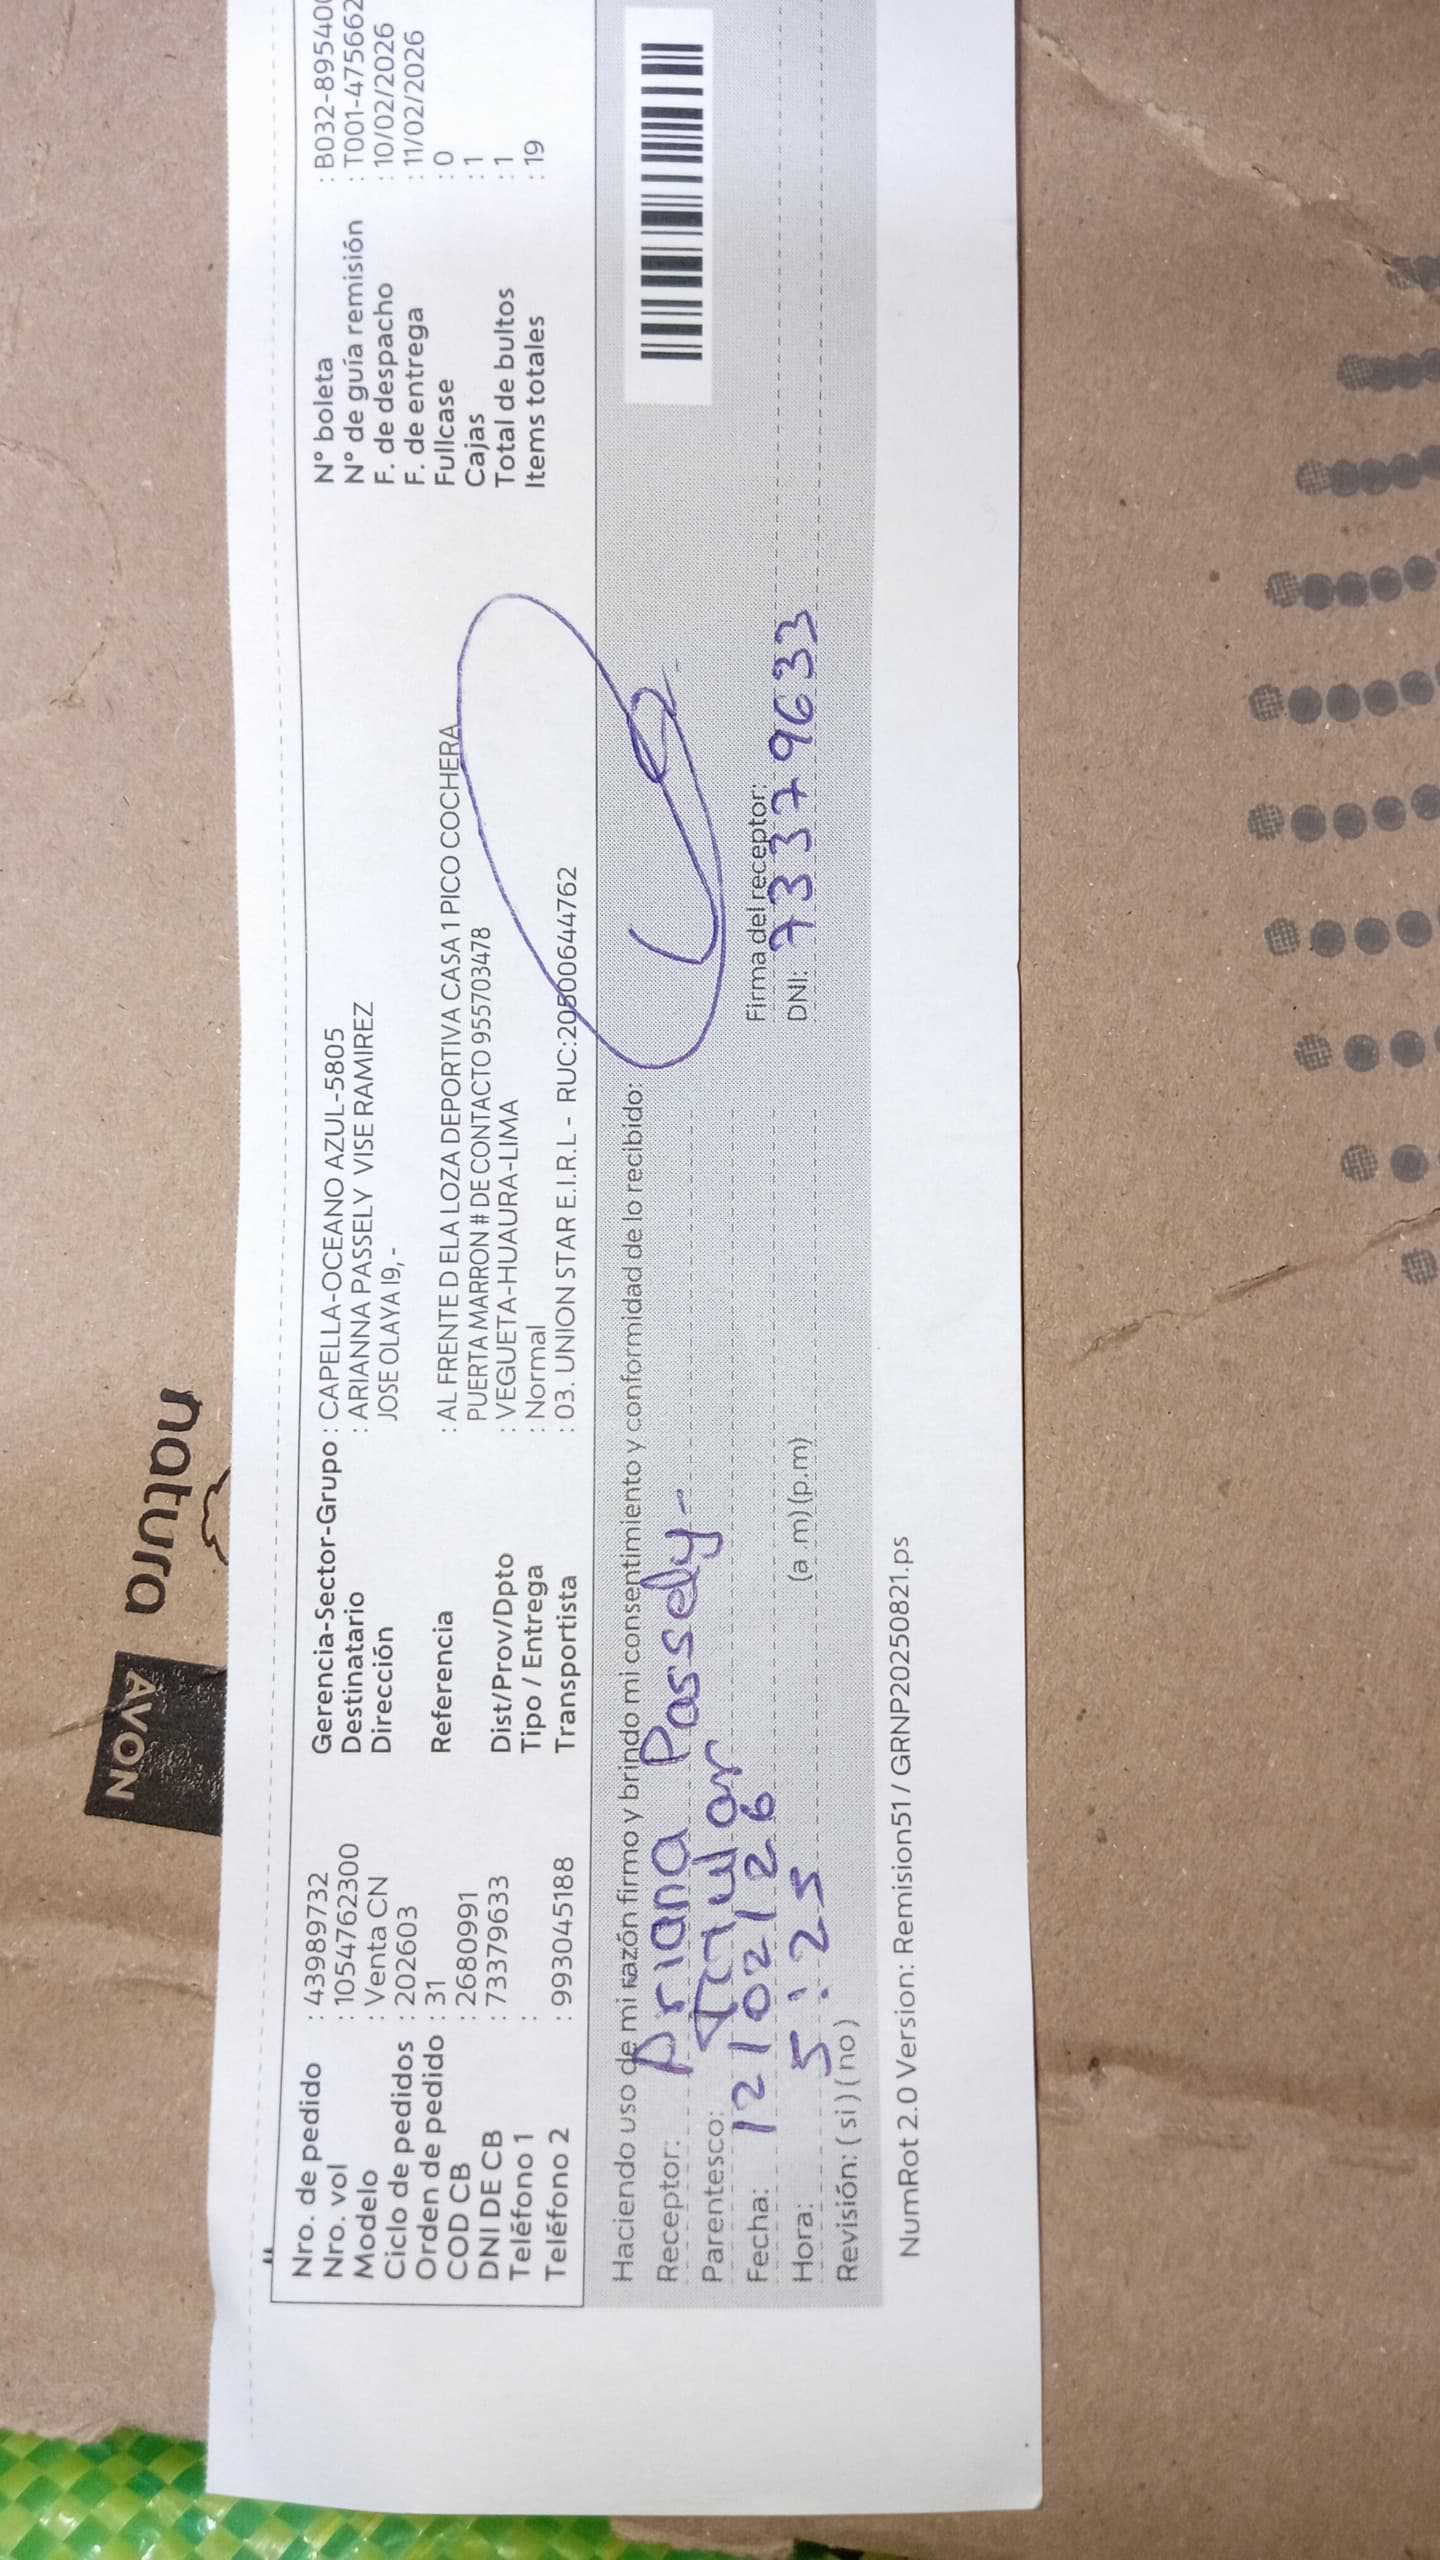 AVON natura
Nro. de pedido : 43989732
Nro. vol : 1054762300
Modelo : Venta CN
Ciclo de pedidos : 202603
Orden de pedido : 31
COD CB : 2680991
DNI DE CB : 73379633
Teléfono 1 :
Teléfono 2 : 993045188
Gerencia-Sector-Grupo : CAPELLA-OCEANO AZUL-5805
Destinatario : ARIANNA PASSELY VISE RAMIREZ
Dirección JOSE OLAYA I9, -
Referencia : AL FRENTE D ELA LOZA DEPORTIVA CASA 1 PICO COCHERA
PUERTA MARRON # DE CONTACTO 955703478
Dist/Prov/Dpto : VEGUETA-HUAURA-LIMA
Tipo / Entrega : Normal
Transportista : 03. UNION STAR E.I.R.L - RUC:20600644762
N° boleta : B032-895400
N° de guía remisión : T001-475662
F. de despacho : 10/02/2026
F. de entrega : 11/02/2026
Fullcase : 0
Cajas : 1
Total de bultos : 1
Items totales : 19
Haciendo uso de mi razón firmo y brindo mi consentimiento y conformidad de lo recibido:
Receptor: Ariana Passely-
Parentesco: Titular
Fecha: 12/02/26
Hora: 5:25 (a .m) (p.m)
Revisión: ( si ) ( no )
Firma del receptor:
DNI: 73379633
NumRot 2.0 Version: Remision51 / GRNP20250821.ps